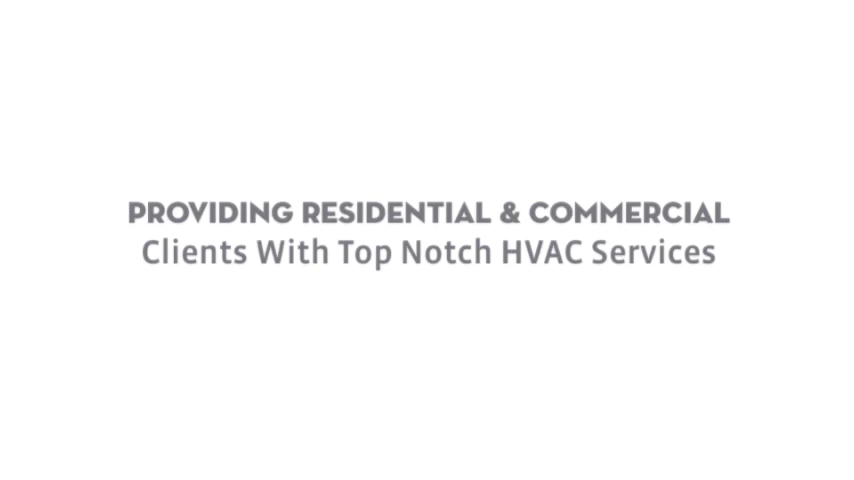 PROVIDING RESIDENTIAL & COMMERCIAL
Clients With Top Notch HVAC Services